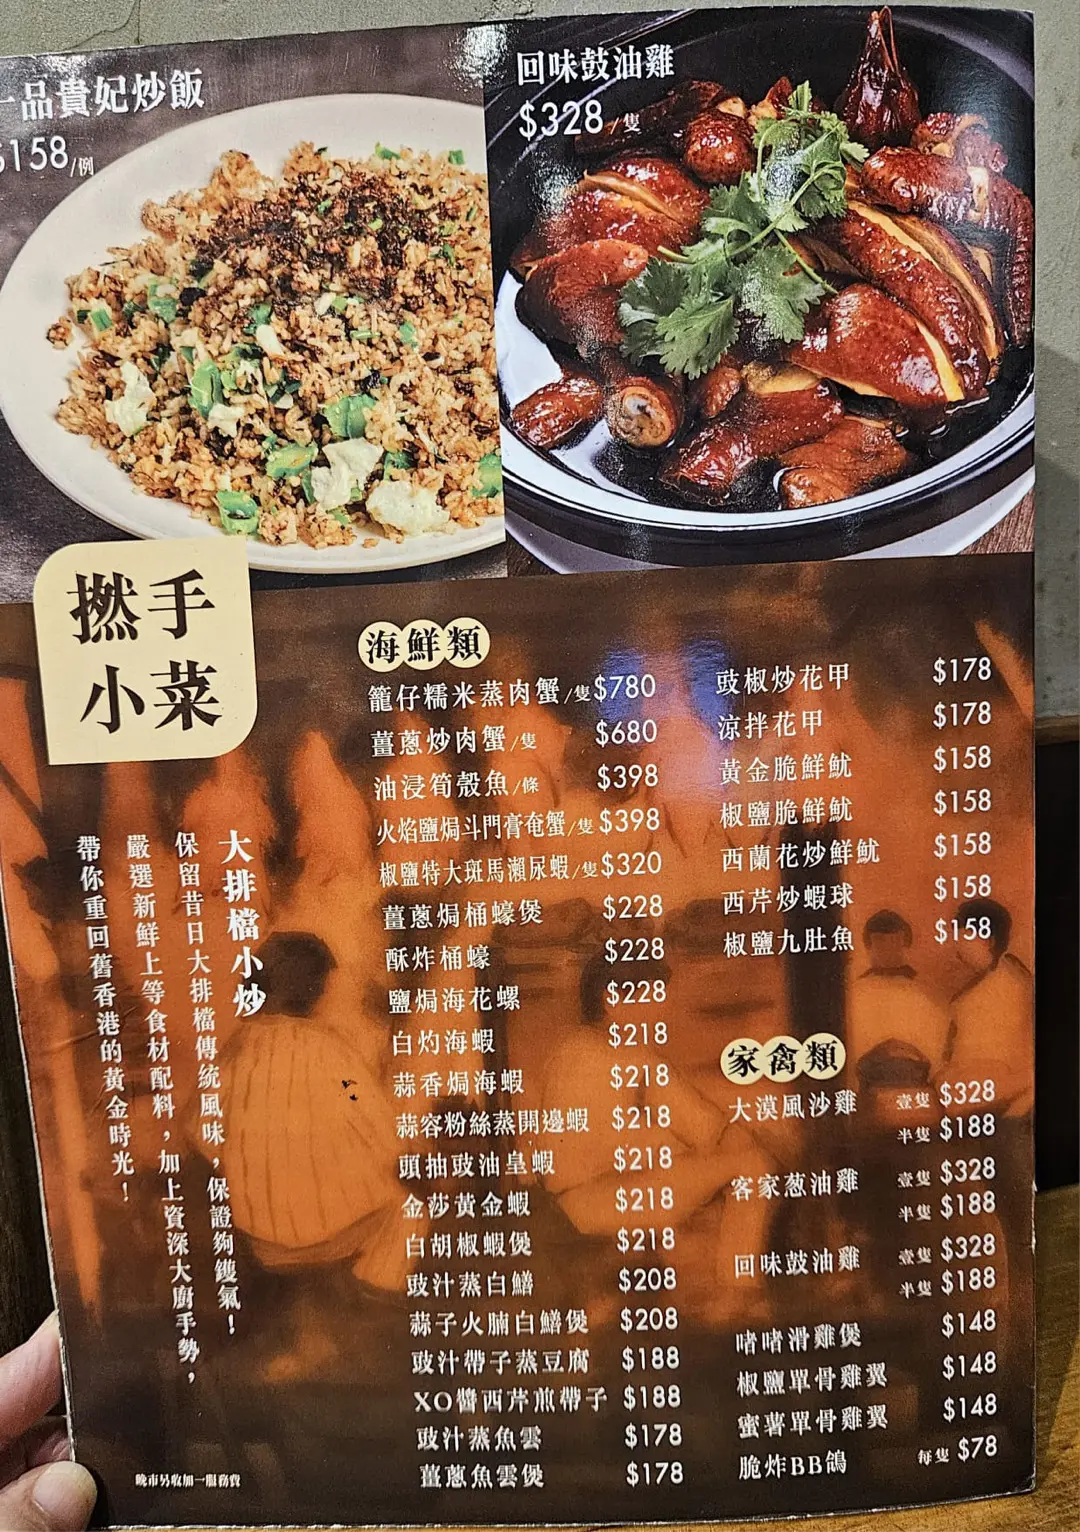 一品貴妃炒飯
$158/例
回味鼓油雞
$328/隻
撚手
小菜
大排檔小炒
保留昔日大排檔傳統風味，保證夠鑊氣！
嚴選新鮮上等食材配料，加上資深大廚手勢，
帶你重回舊香港的黃金時光！
晚市另收加一服務費
海鮮類
籠仔糯米蒸肉蟹/隻 $780
薑蔥炒肉蟹/隻 $680
油浸筍殼魚/條 $398
火焰鹽焗斗門膏奄蟹/隻 $398
椒鹽特大斑馬瀨尿蝦/隻 $320
薑蔥焗桶蠔煲 $228
酥炸桶蠔 $228
鹽焗海花螺 $228
白灼海蝦 $218
蒜香焗海蝦 $218
蒜容粉絲蒸開邊蝦 $218
頭抽豉油皇蝦 $218
金莎黃金蝦 $218
白胡椒蝦煲 $218
豉汁蒸白鱔 $208
蒜子火腩白鱔煲 $208
豉汁帶子蒸豆腐 $188
XO醬西芹煎帶子 $188
豉汁蒸魚雲 $178
薑蔥魚雲煲 $178
豉椒炒花甲 $178
涼拌花甲 $178
黃金脆鮮魷 $158
椒鹽脆鮮魷 $158
西蘭花炒鮮魷 $158
西芹炒蝦球 $158
椒鹽九肚魚 $158
家禽類
大漠風沙雞 壹隻 $328
半隻 $188
客家葱油雞 壹隻 $328
半隻 $188
回味鼓油雞 壹隻 $328
半隻 $188
啫啫滑雞煲 $148
椒鹽單骨雞翼 $148
蜜薯單骨雞翼 $148
脆炸BB鴿 每隻 $78